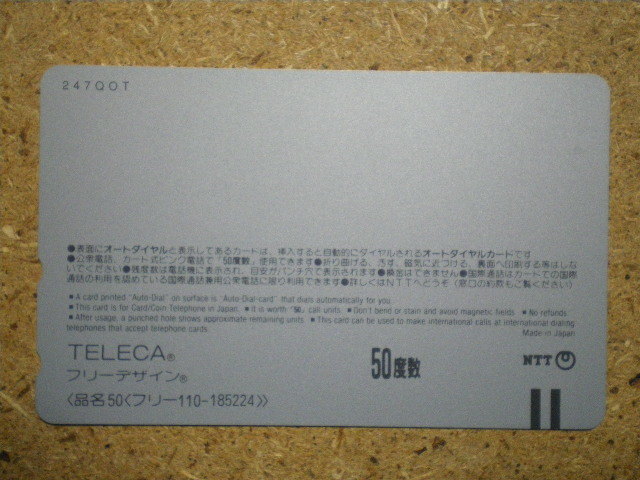 247QOT
●表面にオートダイヤルと表示してあるカードは、挿入すると自動的にダイヤルされるオートダイヤルカードです
●公衆電話、カード式ピンク電話で「50度数」使用できます●折り曲げる、汚す、磁気に近づける、裏面へ印刷する等はしな
いでください●残度数は電話機に表示され、目安がパンチ穴で表示されます●換金はできません●国際通話はカードでの国際
通話の利用を認めている国際通話兼用公衆電話に限り利用できます●詳しくはNTTへどうぞ（窓口の約款もご覧ください）
■ A card printed "Auto-Dial" on surface is "Auto-Dial-card" that dials automatically for you.
■ This card is for Card/Coin Telephone in Japan. ■ It is worth "50" call units. ■ Don't bend or stain and avoid magnetic fields. ■ No refunds.
■ After usage, a punched hole shows approximate remaining units. ■ This card can be used to make international calls at international dialing
telephones that accept telephone cards.
Made in Japan
TELECA®
フリーデザイン®
50度数
NTT
〈品名50〈フリー110-185224〉〉